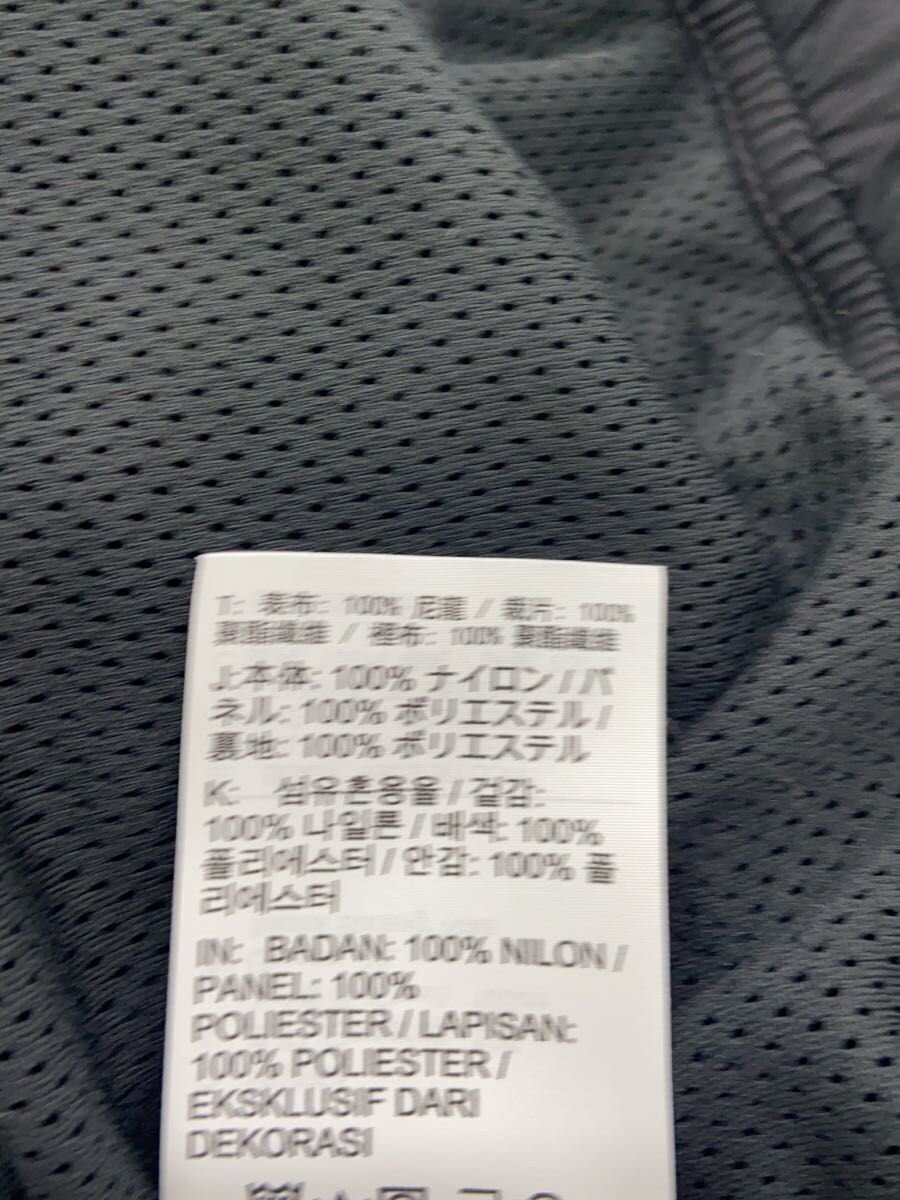 T: 表布: 100% 尼龍 / 裁片: 100%
聚酯纖維 / 裡布: 100% 聚酯纖維
J: 本体: 100% ナイロン / パ
ネル: 100% ポリエステル /
裏地: 100% ポリエステル
K: 섬유혼용율 / 겉감:
100% 나일론 / 배색: 100%
폴리에스터 / 안감: 100% 폴
리에스터
IN: BADAN: 100% NILON /
PANEL: 100%
POLIESTER / LAPISAN:
100% POLIESTER /
EKSKLUSIF DARI
DEKORASI